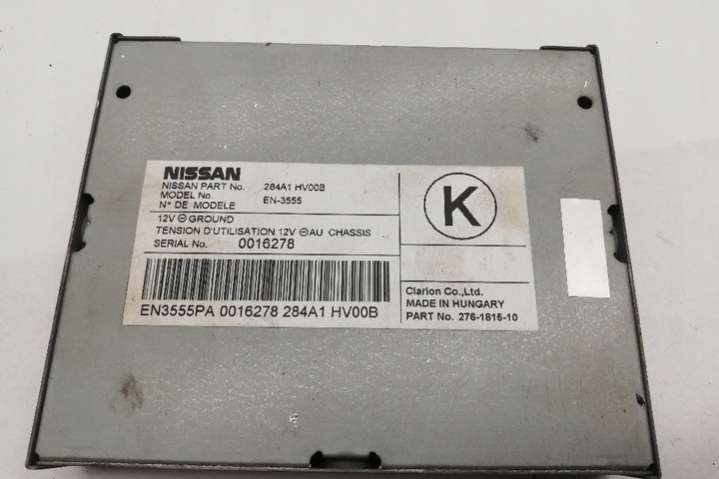 NISSAN
NISSAN PART No. 284A1 HV00B
MODEL No.
N° DE MODELE EN-3555
12V ⊖ GROUND
TENSION D'UTILISATION 12V ⊖ AU CHASSIS
SERIAL No. 0016278
EN3555PA 0016278 284A1 HV00B
K
Clarion Co.,Ltd.
MADE IN HUNGARY
PART No. 276-1815-10